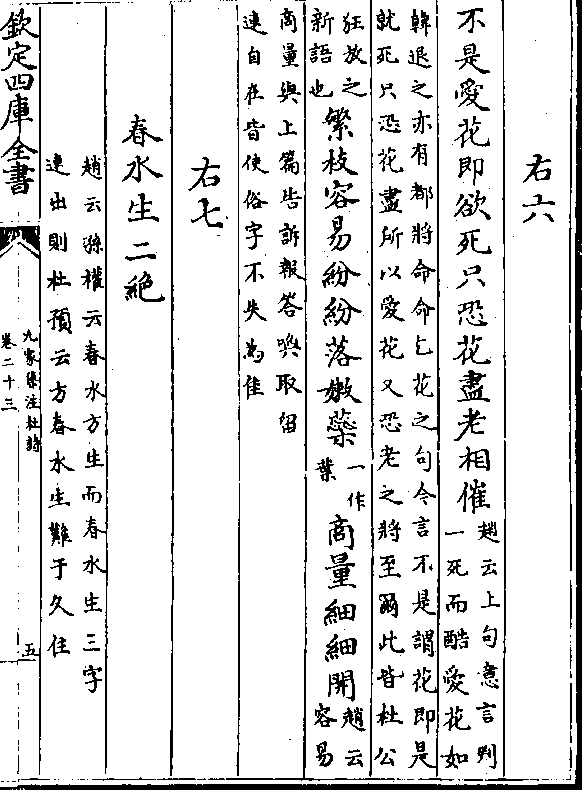 右六
不是愛花即欲死只恐花盡老相催
趙云上句意言判
一死而酷愛花如
韓退之亦有都將命命乞花之句今言不是謂花即是
就死只恐花盡所以愛花又恐老之將至爾此皆杜公
狂放之
新語也
繁枝容易紛紛落嫩蘂
一作
葉
商量細細開
趙云
容易
商量與上篇告訴報答喚取留
連自在皆使俗字不失為佳
右七
春水生二絶
趙云孫權云春水方生而春水生三字
連出則杜預云方春水生難于久住
欽定四庫全書
九家集注杜詩
卷二十三
五